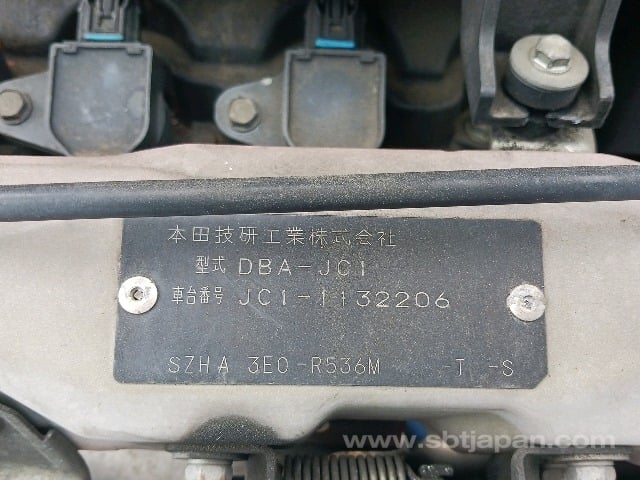 本田技研工業株式会社
型式 DBA-JC1
車台番号 JC1-1132206
SZHA 3E0-R536M -T -S
www.sbtjapan.com